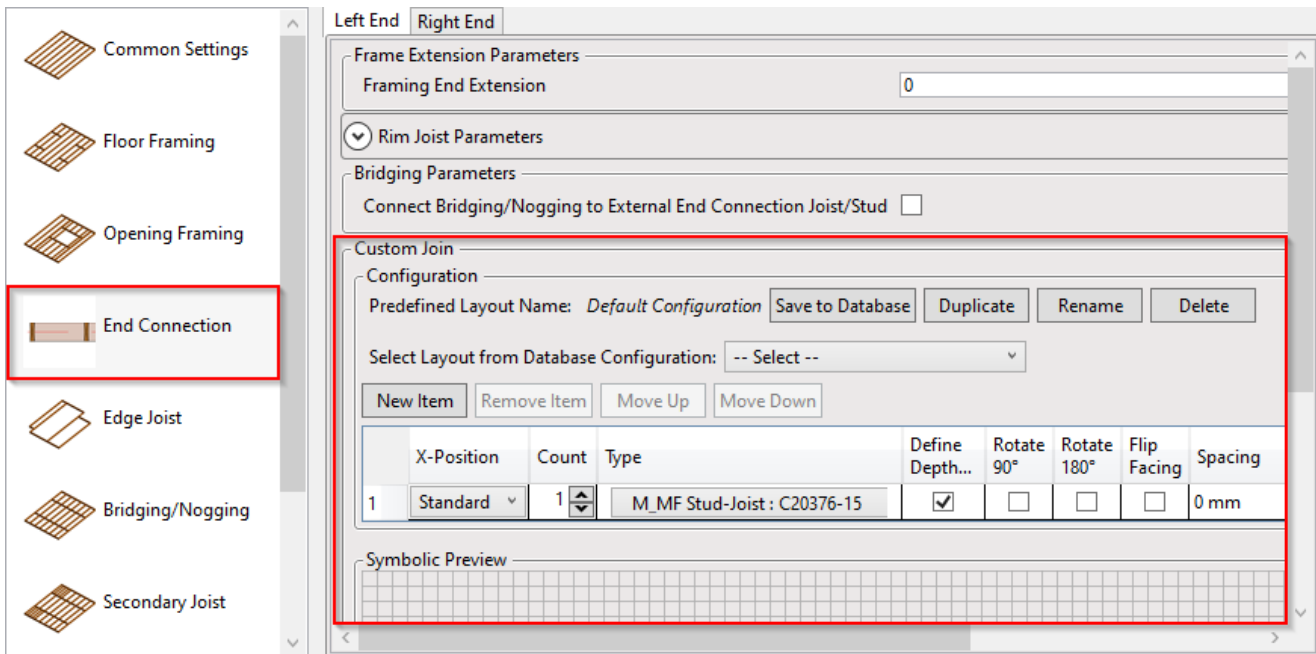 Common Settings
Floor Framing
Opening Framing
End Connection
Edge Joist
Bridging/Nogging
Secondary Joist
Left End Right End
Frame Extension Parameters
Framing End Extension 0
Rim Joist Parameters
Bridging Parameters
Connect Bridging/Nogging to External End Connection Joist/Stud
Custom Join
Configuration
Predefined Layout Name: Default Configuration Save to Database Duplicate Rename Delete
Select Layout from Database Configuration: -- Select --
New Item Remove Item Move Up Move Down
X-Position Count Type Define Depth... Rotate 90° Rotate 180° Flip Facing Spacing
1 Standard 1 M_MF Stud-Joist : C20376-15 0 mm
Symbolic Preview